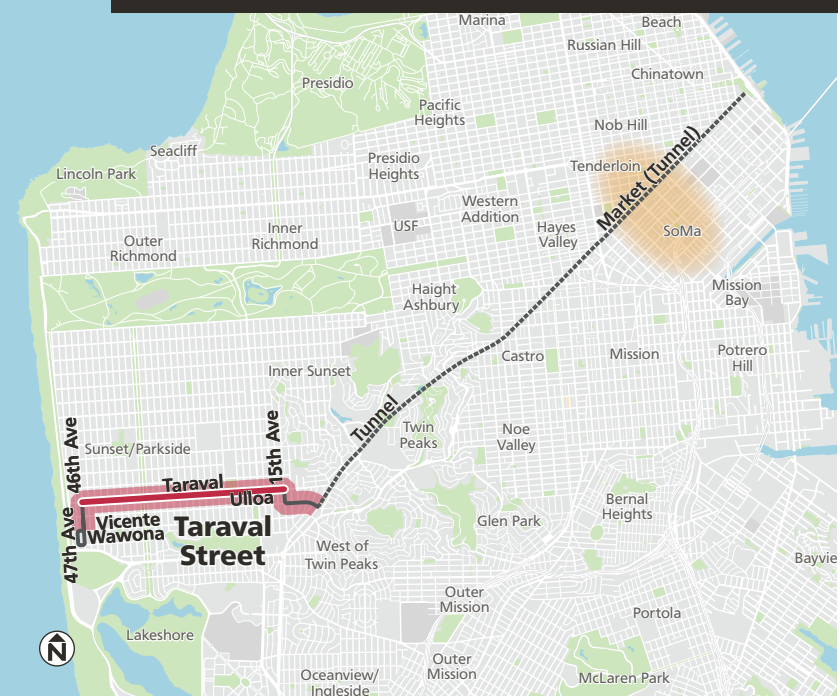 Marina
Beach
Russian Hill
Chinatown
Presidio
Pacific
Heights
Nob Hill
Seacliff
Lincoln Park
Presidio
Heights
Tenderloin
Market (Tunnel)
Western
Addition
USF
Hayes
Valley
SoMa
Outer
Richmond
Inner
Richmond
Mission
Bay
Haight
Ashbury
Castro
Mission
Potrero
Hill
Inner Sunset
Tunnel
Twin
Peaks
Noe
Valley
46th Ave
15th Ave
Sunset/Parkside
Taraval
Ulloa
47th Ave
Vicente
Wawona
Taraval
Street
Glen Park
Bernal
Heights
West of
Twin Peaks
Bayvie
Outer
Mission
Portola
Lakeshore
N
Outer
Mission
Oceanview/
Ingleside
McLaren Park